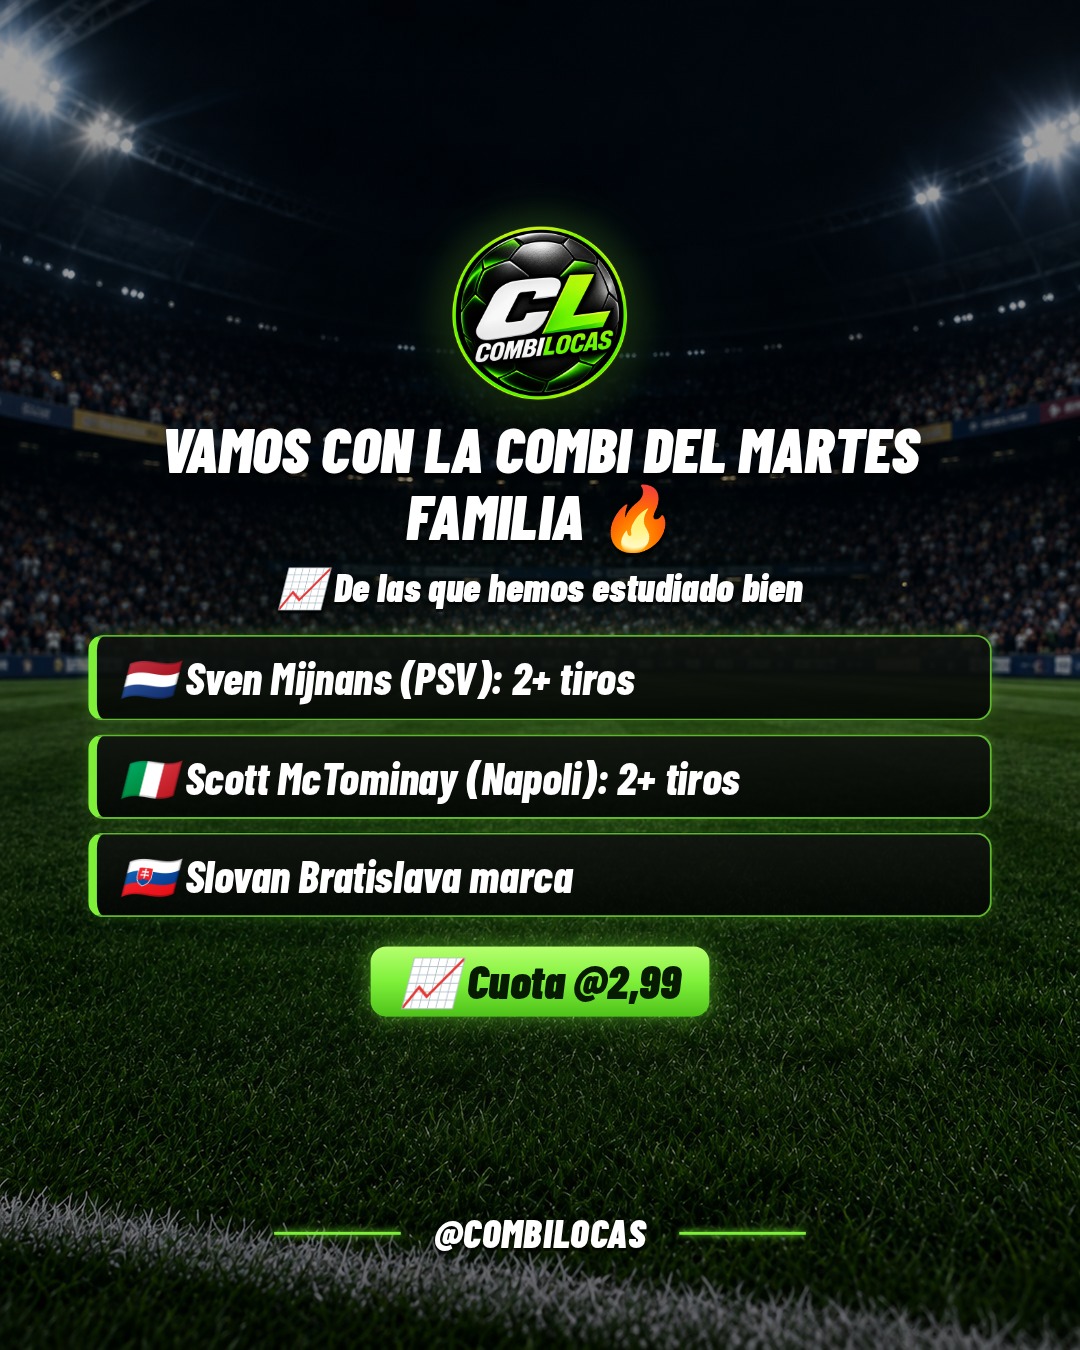 CL
COMBILOCAS
VAMOS CON LA COMBI DEL MARTES
FAMILIA 🔥
📈 De las que hemos estudiado bien
🇳🇱 Sven Mijnans (PSV): 2+ tiros
🇮🇹 Scott McTominay (Napoli): 2+ tiros
🇸🇰 Slovan Bratislava marca
📈 Cuota @2,99
@COMBILOCAS